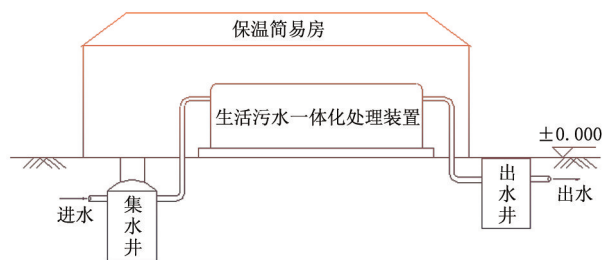 保温简易房
生活污水一体化处理装置
±0.000
进水
集水井
出水井
出水